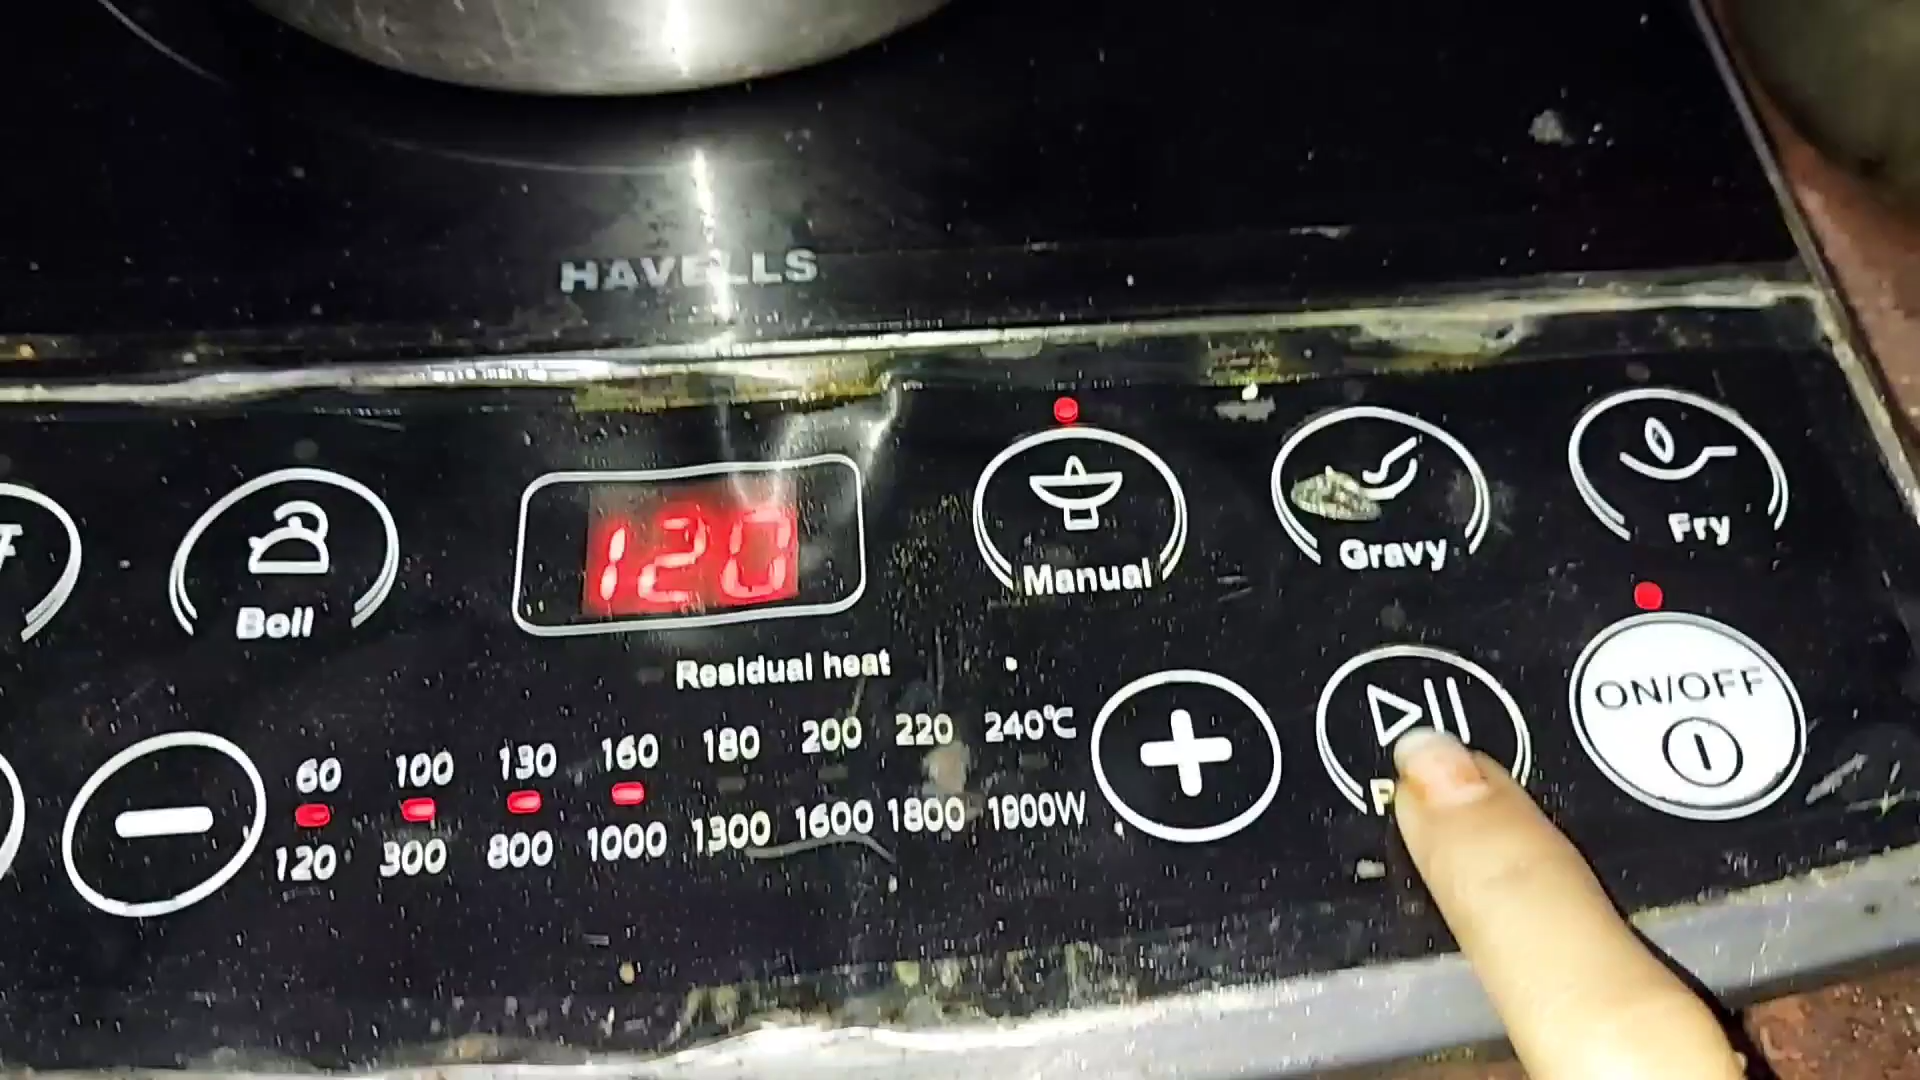 HAVELLS
Boil
120
Manual
Gravy
Fry
Residual heat
ON/OFF
60 100 130 160 180 200 220 240℃
120 300 800 1000 1300 1600 1800 1900W